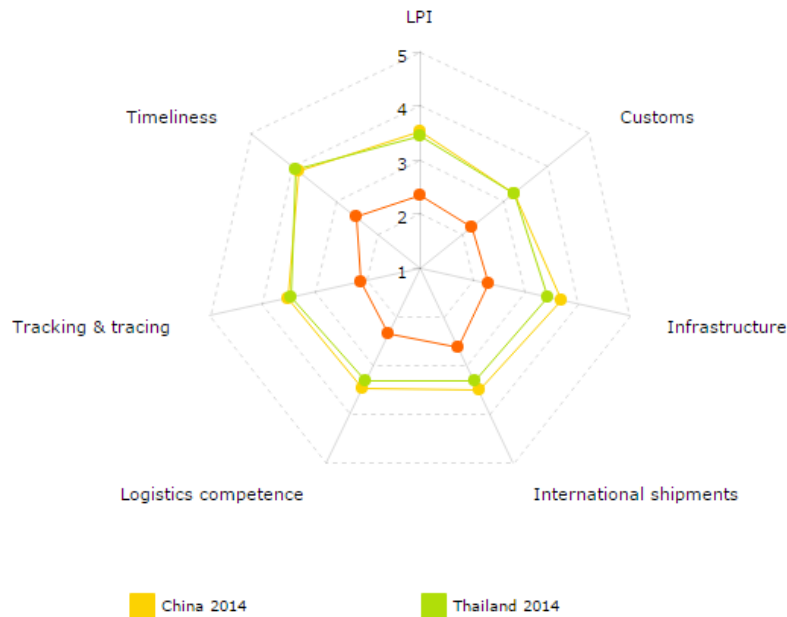 LPI
5
Timeliness
Customs
4
3
2
1
Tracking & tracing
Infrastructure
Logistics competence
International shipments
China 2014
Thailand 2014